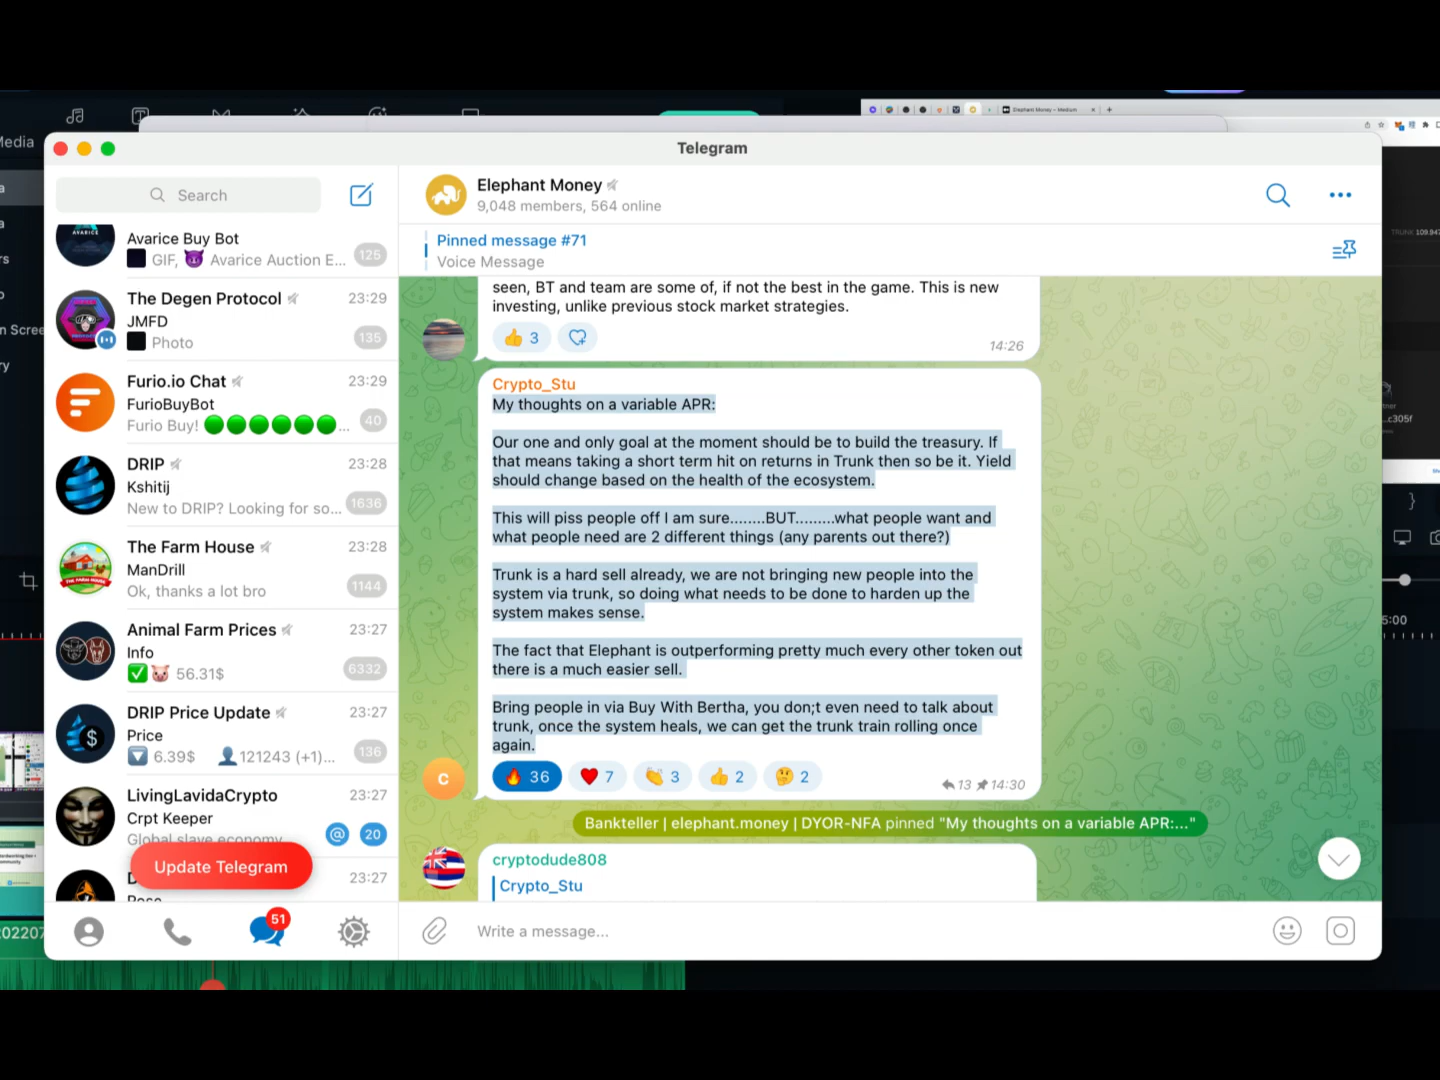 Elephant Money – Medium
Media
Telegram
Search
Avarice Buy Bot
GIF, Avarice Auction E...
125
The Degen Protocol
23:29
JMFD
Photo
135
Furio.io Chat
23:29
FurioBuyBot
Furio Buy! ...
40
DRIP
23:28
Kshitij
New to DRIP? Looking for so...
1636
The Farm House
23:28
ManDrill
Ok, thanks a lot bro
1144
Animal Farm Prices
23:27
Info
56.31$
6332
DRIP Price Update
23:27
Price
6.39$ 121243 (+1)...
136
LivingLavidaCrypto
23:27
Crpt Keeper
Global slave economy
@ 20
23:27
Update Telegram
51
Elephant Money
9,048 members, 564 online
Pinned message #71
Voice Message
seen, BT and team are some of, if not the best in the game. This is new
investing, unlike previous stock market strategies.
3
14:26
Crypto_Stu
My thoughts on a variable APR:
Our one and only goal at the moment should be to build the treasury. If
that means taking a short term hit on returns in Trunk then so be it. Yield
should change based on the health of the ecosystem.
This will piss people off I am sure........BUT.........what people want and
what people need are 2 different things (any parents out there?)
Trunk is a hard sell already, we are not bringing new people into the
system via trunk, so doing what needs to be done to harden up the
system makes sense.
The fact that Elephant is outperforming pretty much every other token out
there is a much easier sell.
Bring people in via Buy With Bertha, you don;t even need to talk about
trunk, once the system heals, we can get the trunk train rolling once
again.
C
36 7 3 2 2
13 14:30
Bankteller | elephant.money | DYOR-NFA pinned "My thoughts on a variable APR:..."
cryptodude808
Crypto_Stu
Write a message...
TRUNK 109.947
c305f
5:00